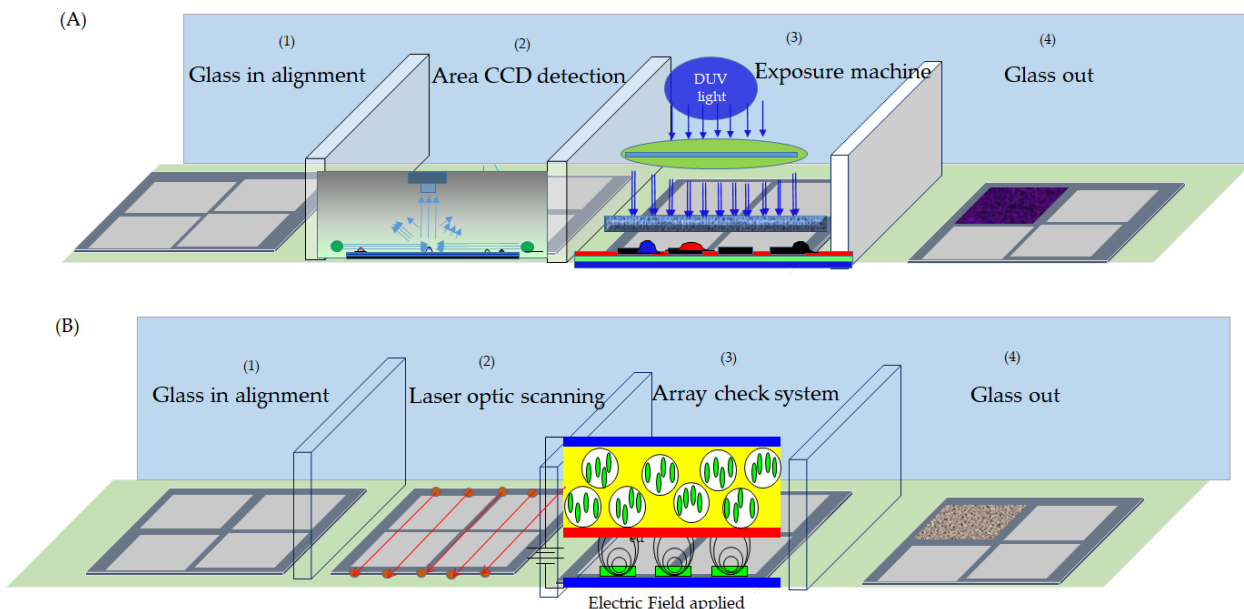 (A)
(1)
Glass in alignment
(2)
Area CCD detection
(3)
Exposure machine
(4)
Glass out
DUV
light
(B)
(1)
Glass in alignment
(2)
Laser optic scanning
(3)
Array check system
(4)
Glass out
Electric Field applied